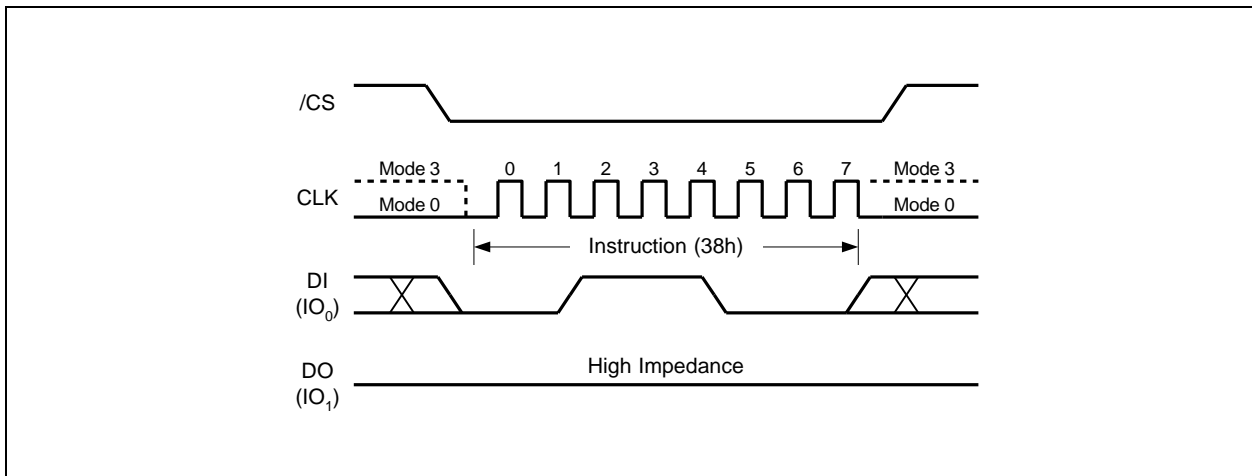 /CS
Mode 3 0 1 2 3 4 5 6 7 Mode 3
CLK
Mode 0 Mode 0
Instruction (38h)
DI
(IO0)
High Impedance
DO
(IO1)